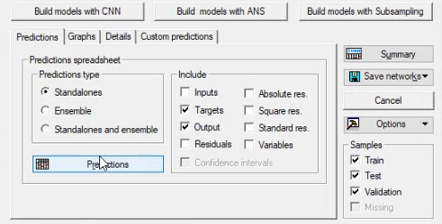 Build models with CNN Build models with ANS Build models with Subsampling
Predictions Graphs Details Custom predictions
Predictions spreadsheet
Predictions type
Standalones
Ensemble
Standalones and ensemble
Predictions
Include
Inputs Absolute res.
Targets Square res.
Output Standard res.
Residuals Variables
Confidence intervals
Summary
Save networks
Cancel
Options
Samples
Train
Test
Validation
Missing